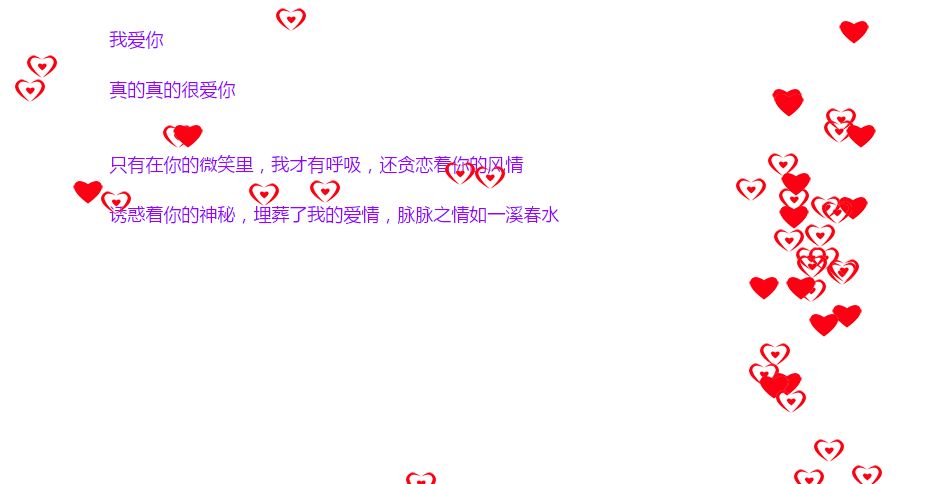 我爱你
真的真的很爱你
只有在你的微笑里，我才有呼吸，还贪恋着你的风情
诱惑着你的神秘，埋葬了我的爱情，脉脉之情如一溪春水